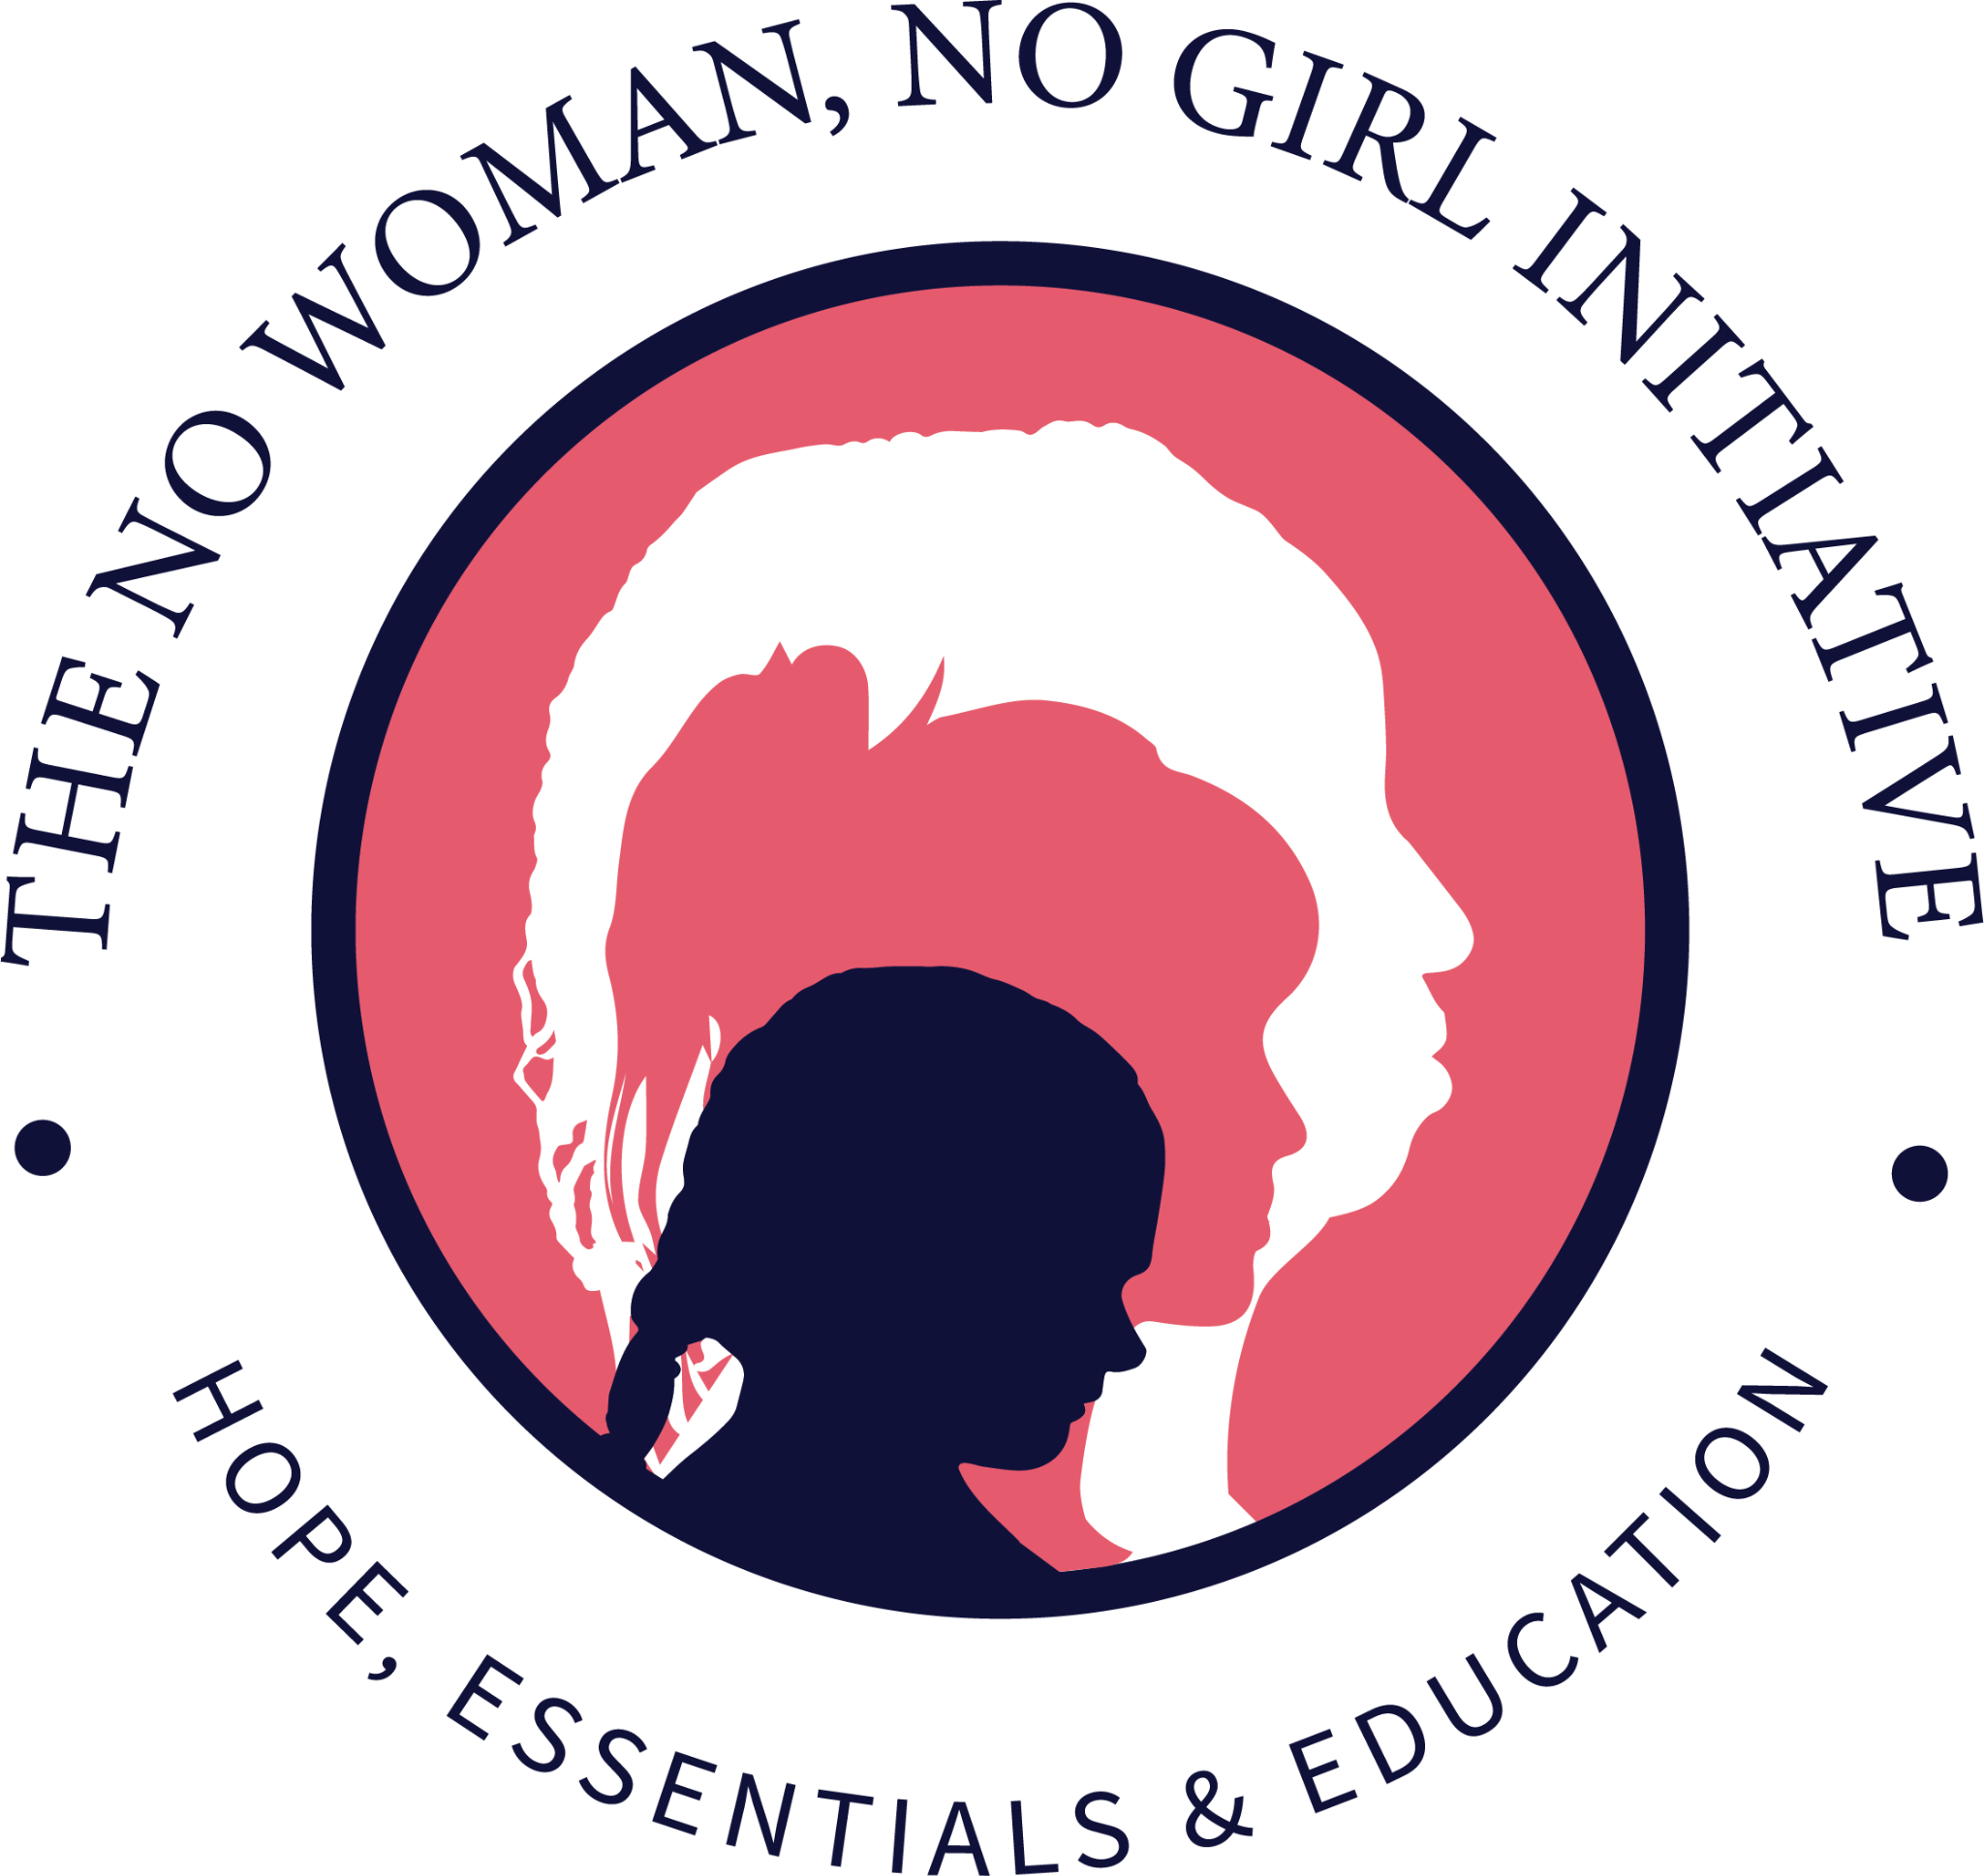 THE NO WOMAN, NO GIRL INITIATIVE
HOPE, ESSENTIALS & EDUCATION